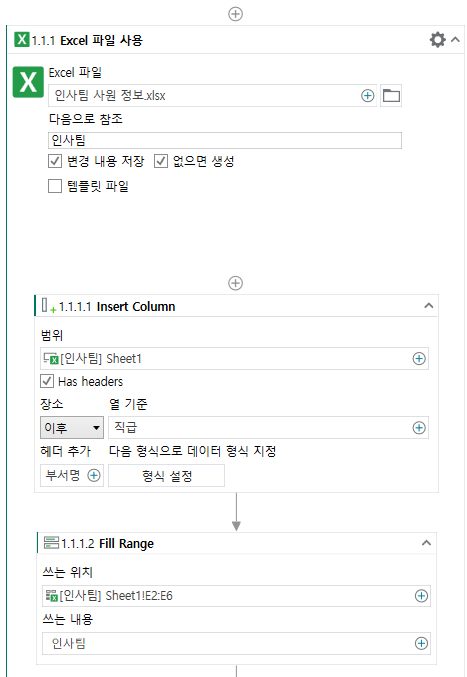 1.1.1 Excel 파일 사용
Excel 파일
인사팀 사원 정보.xlsx
다음으로 참조
인사팀
변경 내용 저장 없으면 생성
템플릿 파일
1.1.1.1 Insert Column
범위
[인사팀] Sheet1
Has headers
장소 열 기준
이후 직급
헤더 추가 다음 형식으로 데이터 형식 지정
부서명 형식 설정
1.1.1.2 Fill Range
쓰는 위치
[인사팀] Sheet1!E2:E6
쓰는 내용
인사팀